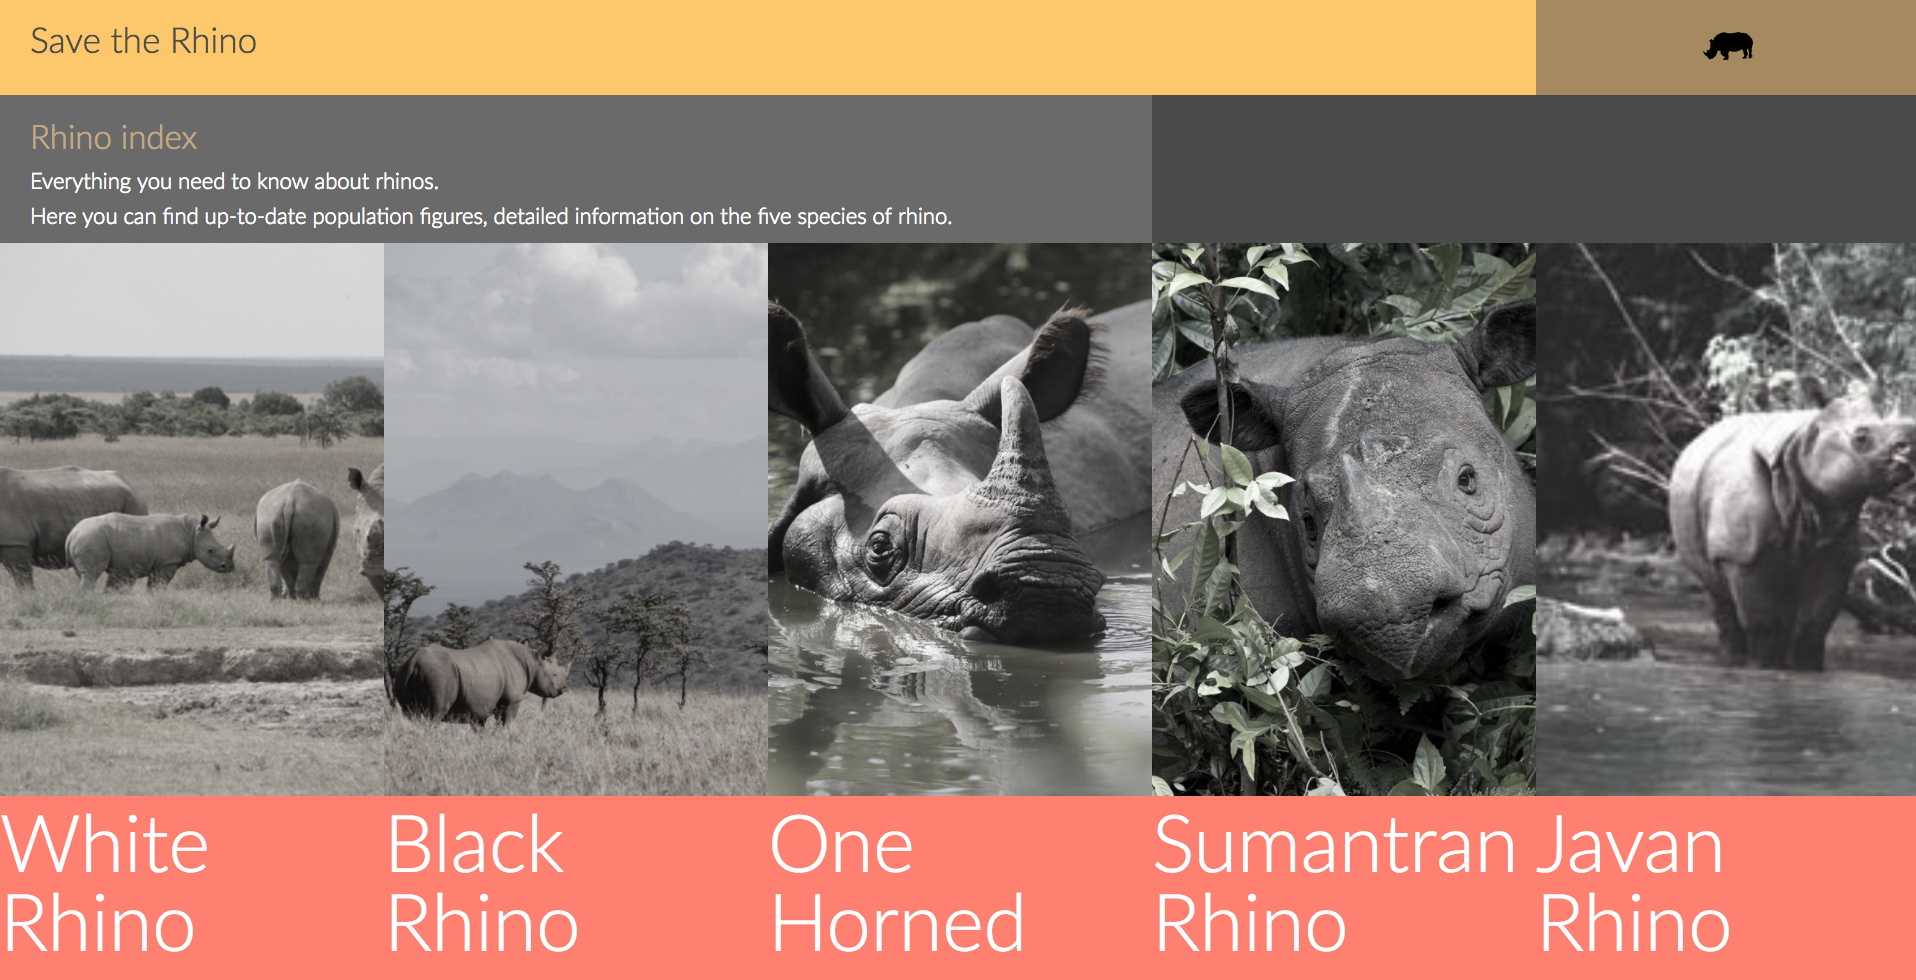 Save the Rhino
Rhino index
Everything you need to know about rhinos.
Here you can find up-to-date population figures, detailed information on the five species of rhino.
White
Rhino
Black
Rhino
One
Horned
Sumantran
Rhino
Javan
Rhino